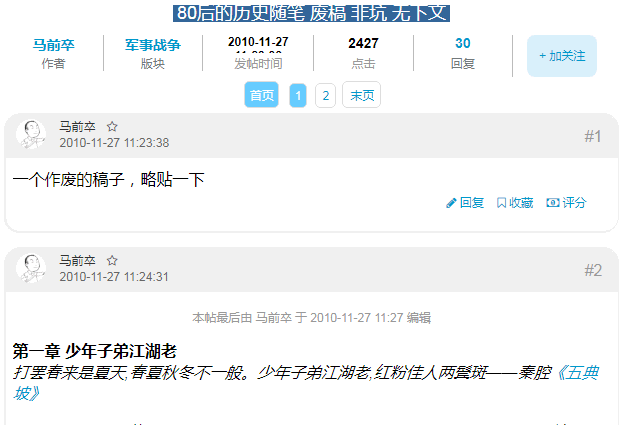 80后的历史随笔 废稿 非坑 无下文
马前卒 军事战争 2010-11-27 2427 30 + 加关注
作者 版块 发帖时间 点击 回复
首页 1 2 末页
马前卒 ☆
2010-11-27 11:23:38 #1
一个作废的稿子，略贴一下
回复 收藏 评分
马前卒 ☆
2010-11-27 11:24:31 #2
本帖最后由 马前卒 于 2010-11-27 11:27 编辑
第一章 少年子弟江湖老
打罢春来是夏天,春夏秋冬不一般。少年子弟江湖老,红粉佳人两鬓斑——秦腔《五典
坡》